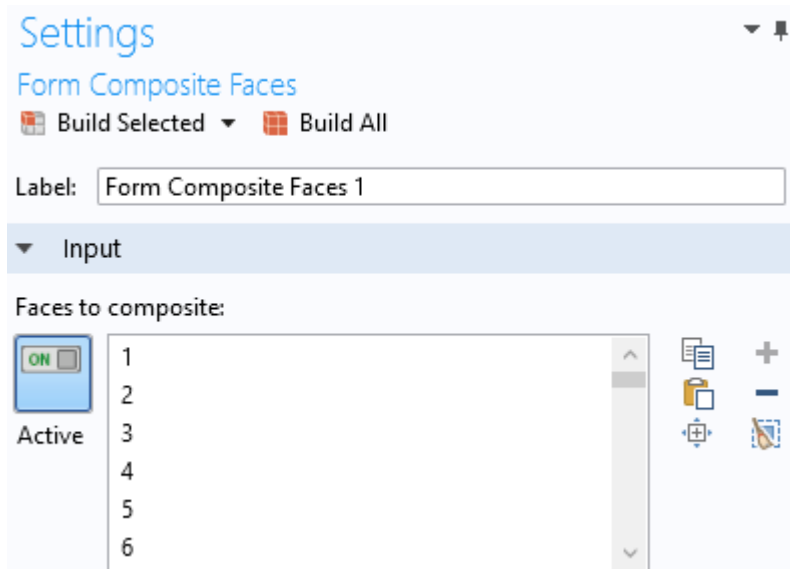 Settings
Form Composite Faces
Build Selected Build All
Label: Form Composite Faces 1
Input
Faces to composite:
ON
Active
1
2
3
4
5
6